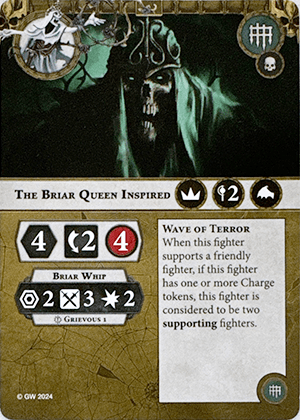 The Briar Queen Inspired 2
4 2 4
Briar Whip
2 3 2
Grievous 1
Wave of Terror
When this fighter
supports a friendly
fighter, if this fighter
has one or more Charge
tokens, this fighter is
considered to be two
supporting fighters.
© GW 2024